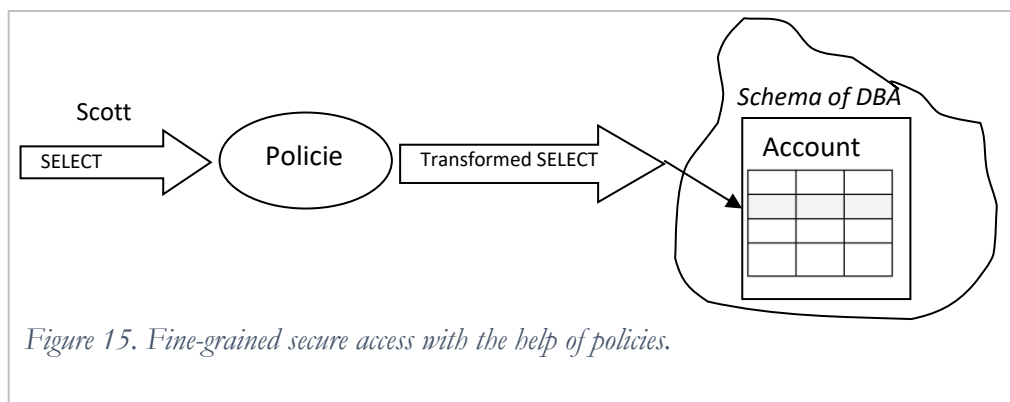 Scott
SELECT
Policie
Transformed SELECT
Schema of DBA
Account
Figure 15. Fine-grained secure access with the help of policies.